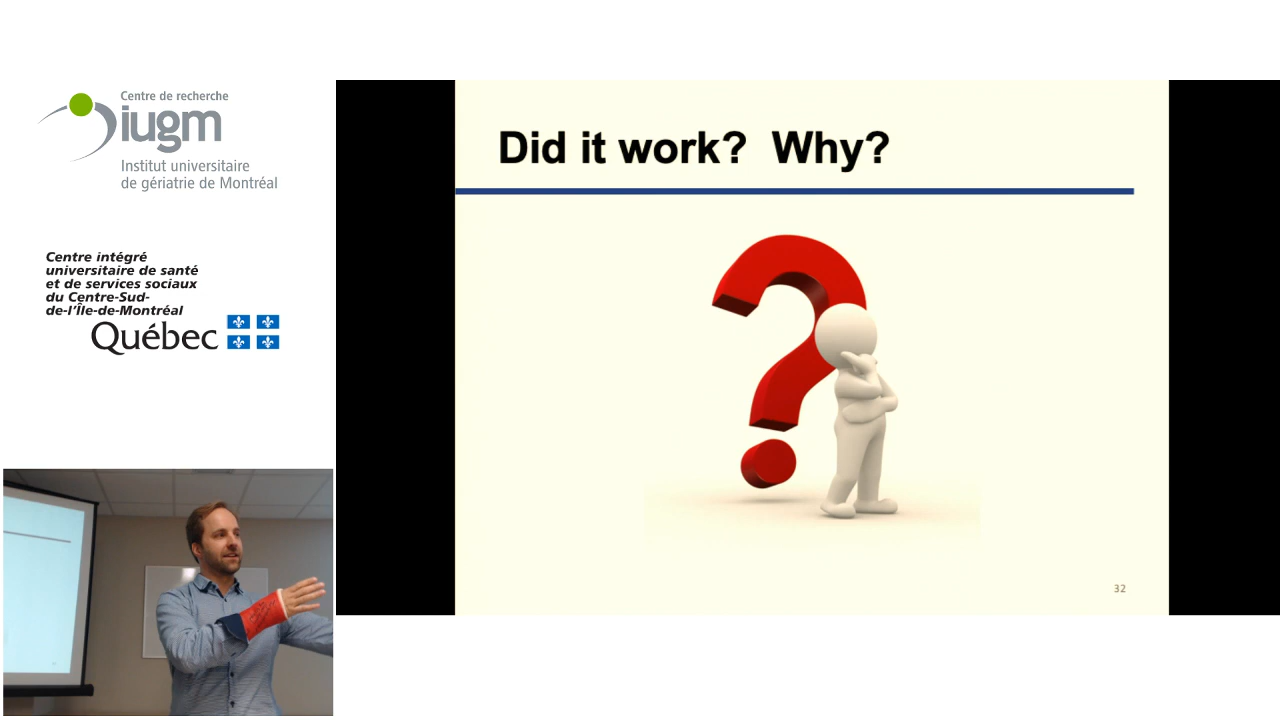 Centre de recherche
iugm
Institut universitaire
de gériatrie de Montréal
Centre intégré
universitaire de santé
et de services sociaux
du Centre-Sud-
de-l'Île-de-Montréal
Québec
Did it work?  Why?
32